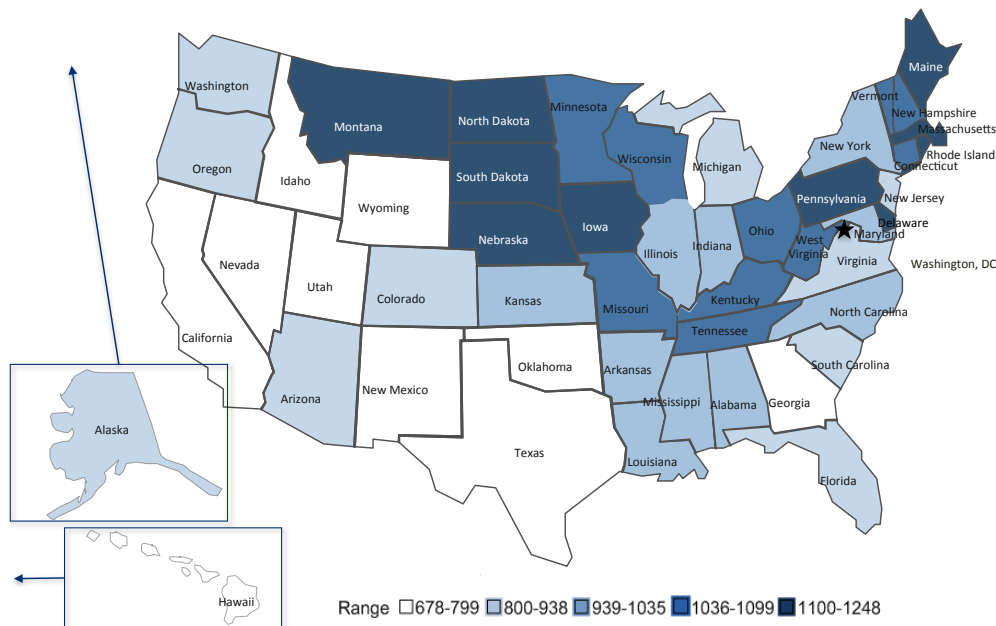 Maine
Washington
Vermont
Minnesota
New Hampshire
North Dakota
Montana
Massachusetts
New York
Rhode Island
Wisconsin
Connecticut
Michigan
Oregon
South Dakota
Idaho
New Jersey
Pennsylvania
Wyoming
Delaware
Iowa
Ohio
Maryland
Nebraska
West
Virginia
Indiana
Illinois
Virginia
Nevada
Washington, DC
Utah
Colorado
Kansas
Kentucky
Missouri
North Carolina
Tennessee
California
South Carolina
Oklahoma
Arkansas
New Mexico
Arizona
Mississippi
Alabama
Georgia
Alaska
Texas
Louisiana
Florida
Hawaii
Range 678-799 800-938 939-1035 1036-1099 1100-1248